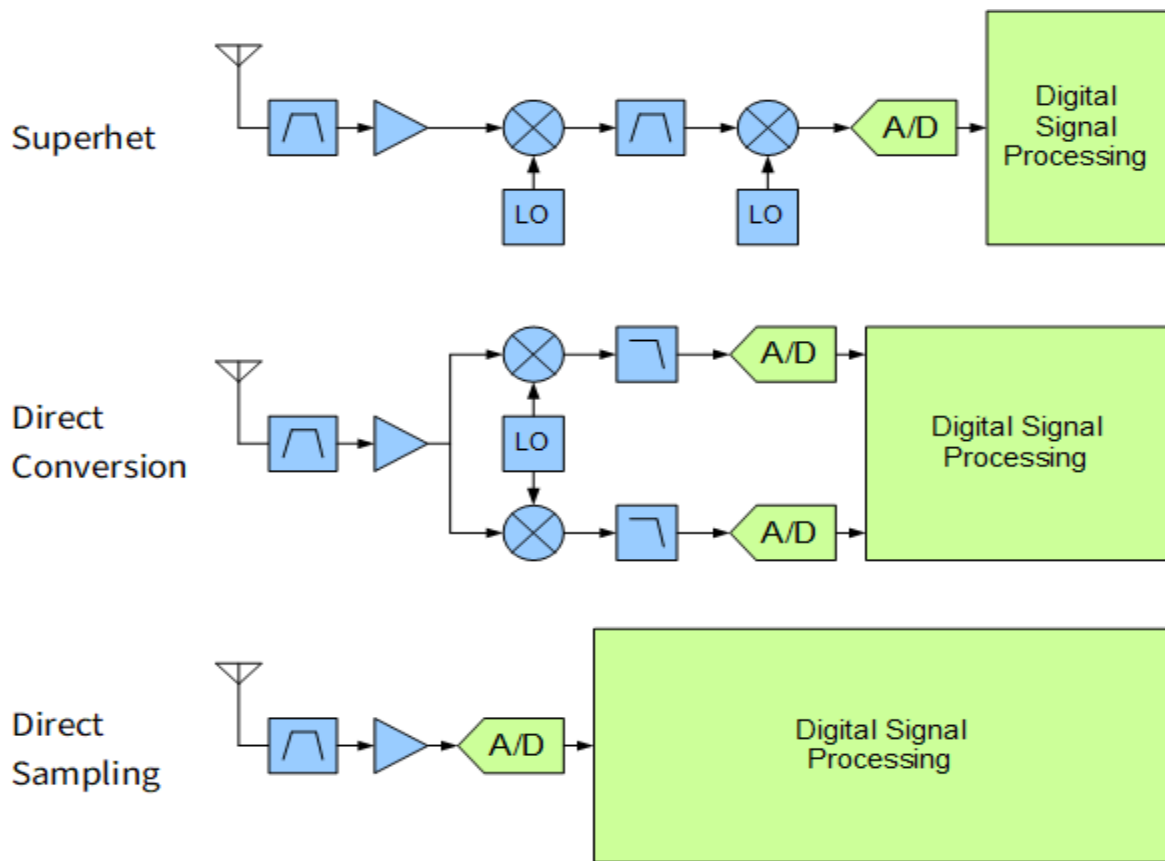 Superhet
LO
LO
A/D
Digital
Signal
Processing
Direct
Conversion
LO
A/D
A/D
Digital Signal
Processing
Direct
Sampling
A/D
Digital Signal
Processing